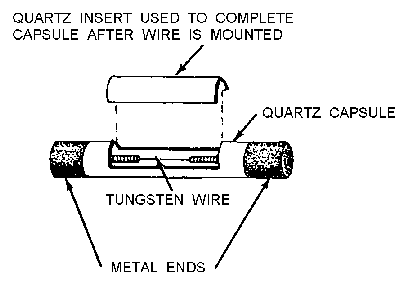 QUARTZ INSERT USED TO COMPLETE
CAPSULE AFTER WIRE IS MOUNTED
QUARTZ CAPSULE
TUNGSTEN WIRE
METAL ENDS